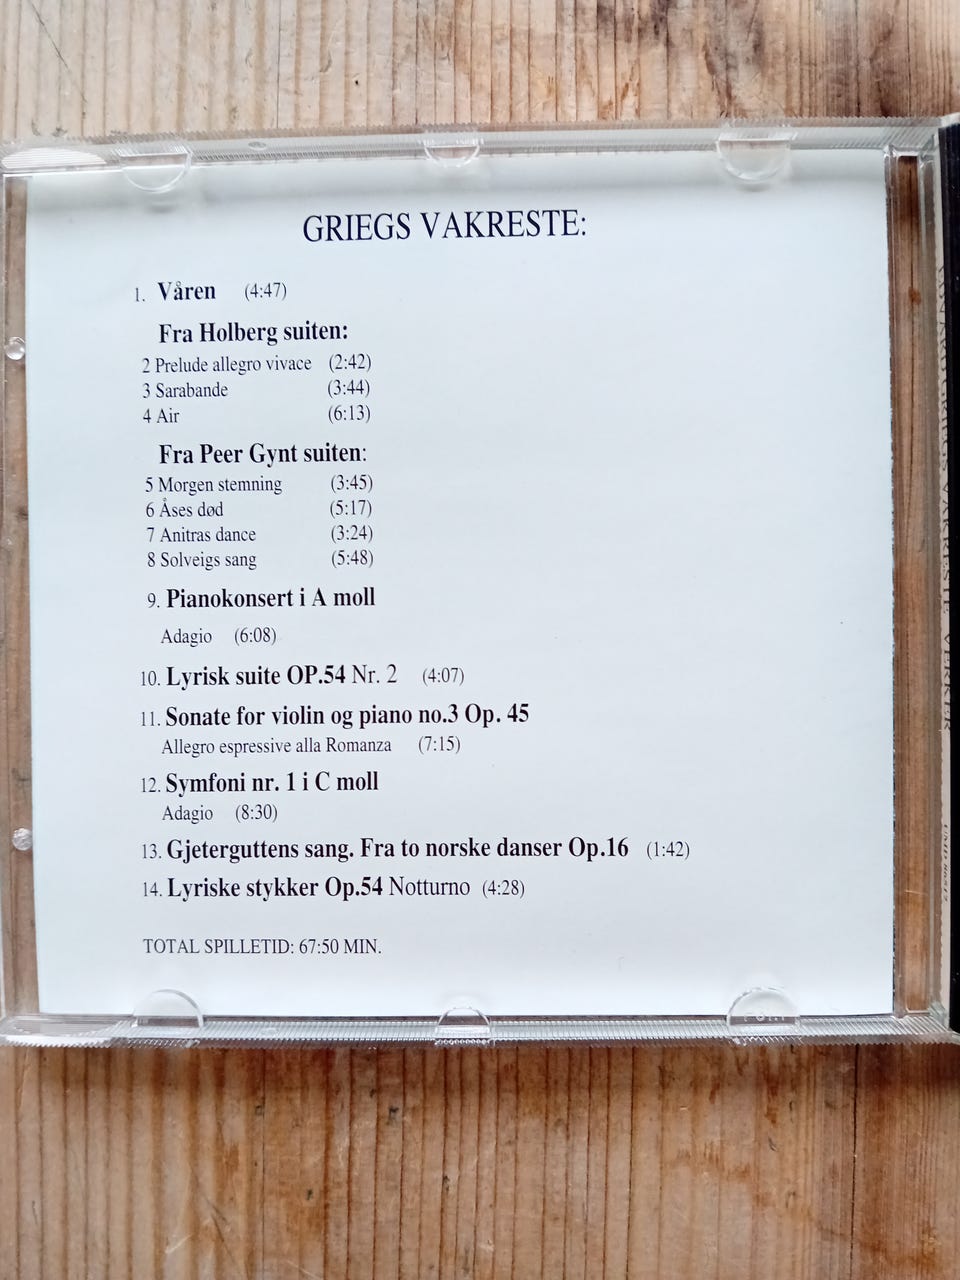 GRIEGS VAKRESTE:
1. Våren (4:47)
Fra Holberg suiten:
2 Prelude allegro vivace (2:42)
3 Sarabande (3:44)
4 Air (6:13)
Fra Peer Gynt suiten:
5 Morgen stemning (3:45)
6 Åses død (5:17)
7 Anitras dance (3:24)
8 Solveigs sang (5:48)
9. Pianokonsert i A moll
Adagio (6:08)
10. Lyrisk suite OP.54 Nr. 2 (4:07)
11. Sonate for violin og piano no.3 Op. 45
Allegro espressive alla Romanza (7:15)
12. Symfoni nr. 1 i C moll
Adagio (8:30)
13. Gjeterguttens sang. Fra to norske danser Op.16 (1:42)
14. Lyriske stykker Op.54 Notturno (4:28)
TOTAL SPILLETID: 67:50 MIN.
EDVARD GRIEGS VAKRESTE VERKER